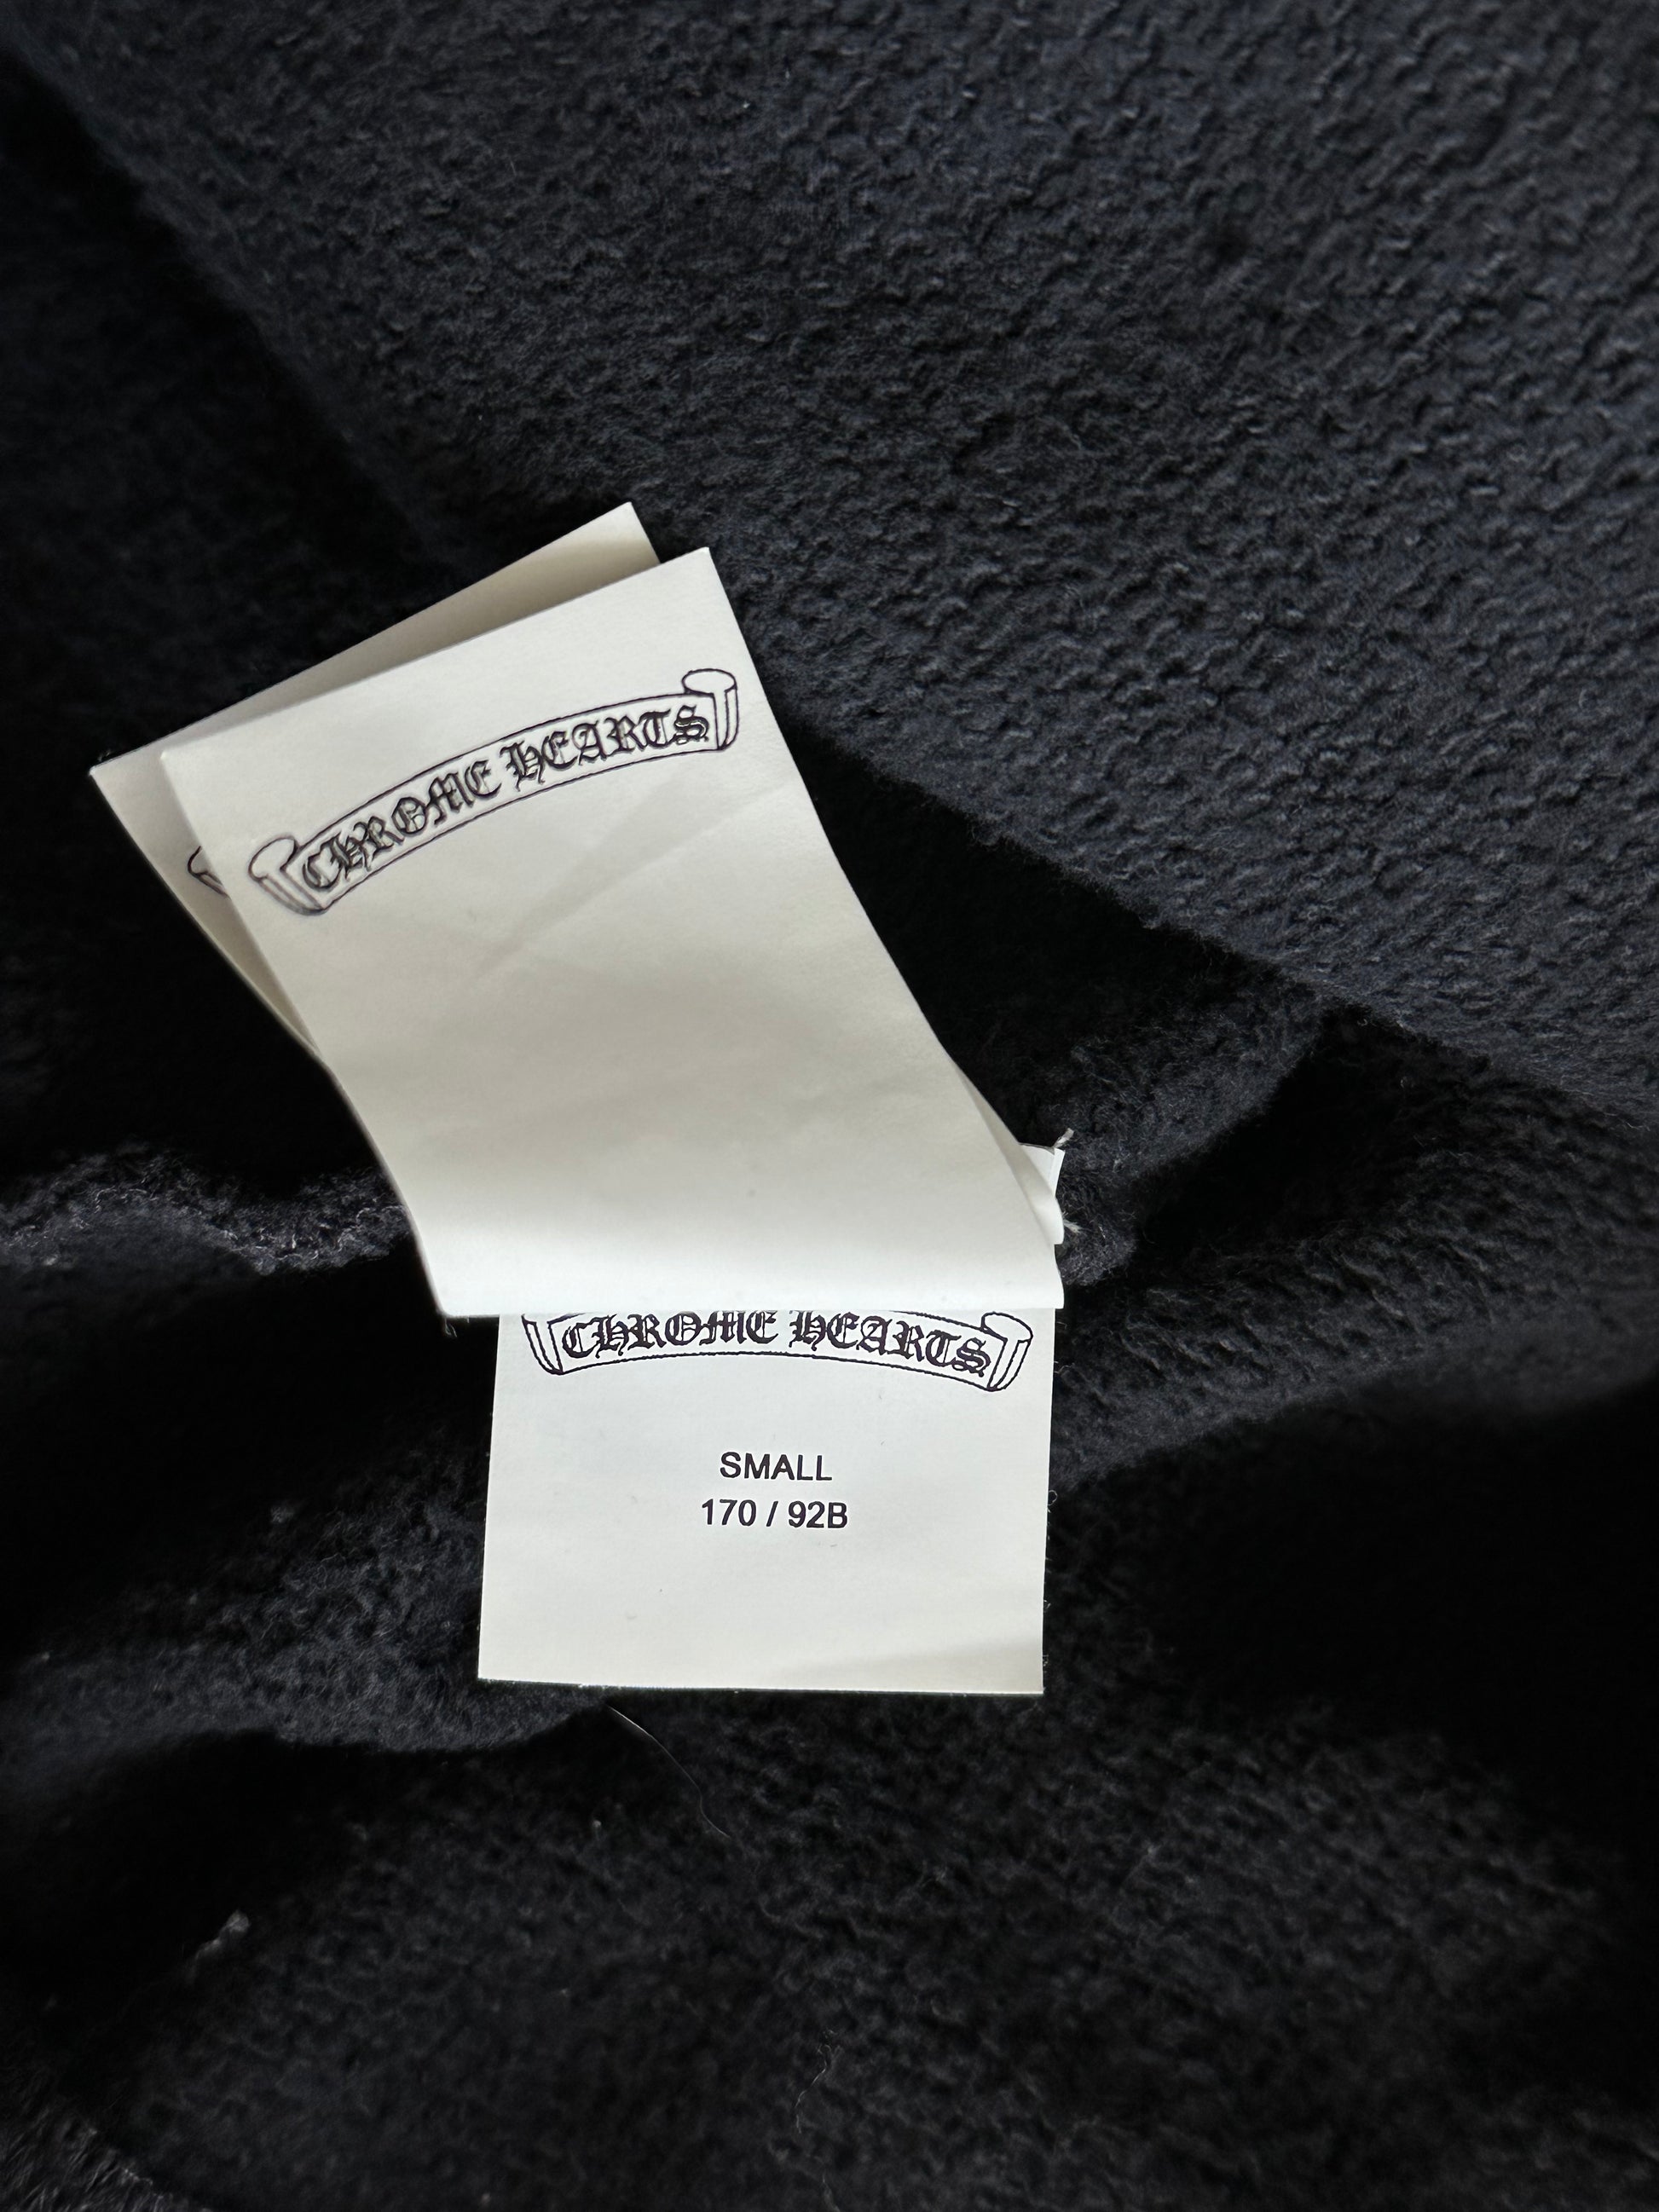 CHROME HEARTS
CHROME HEARTS
SMALL
170 / 92B